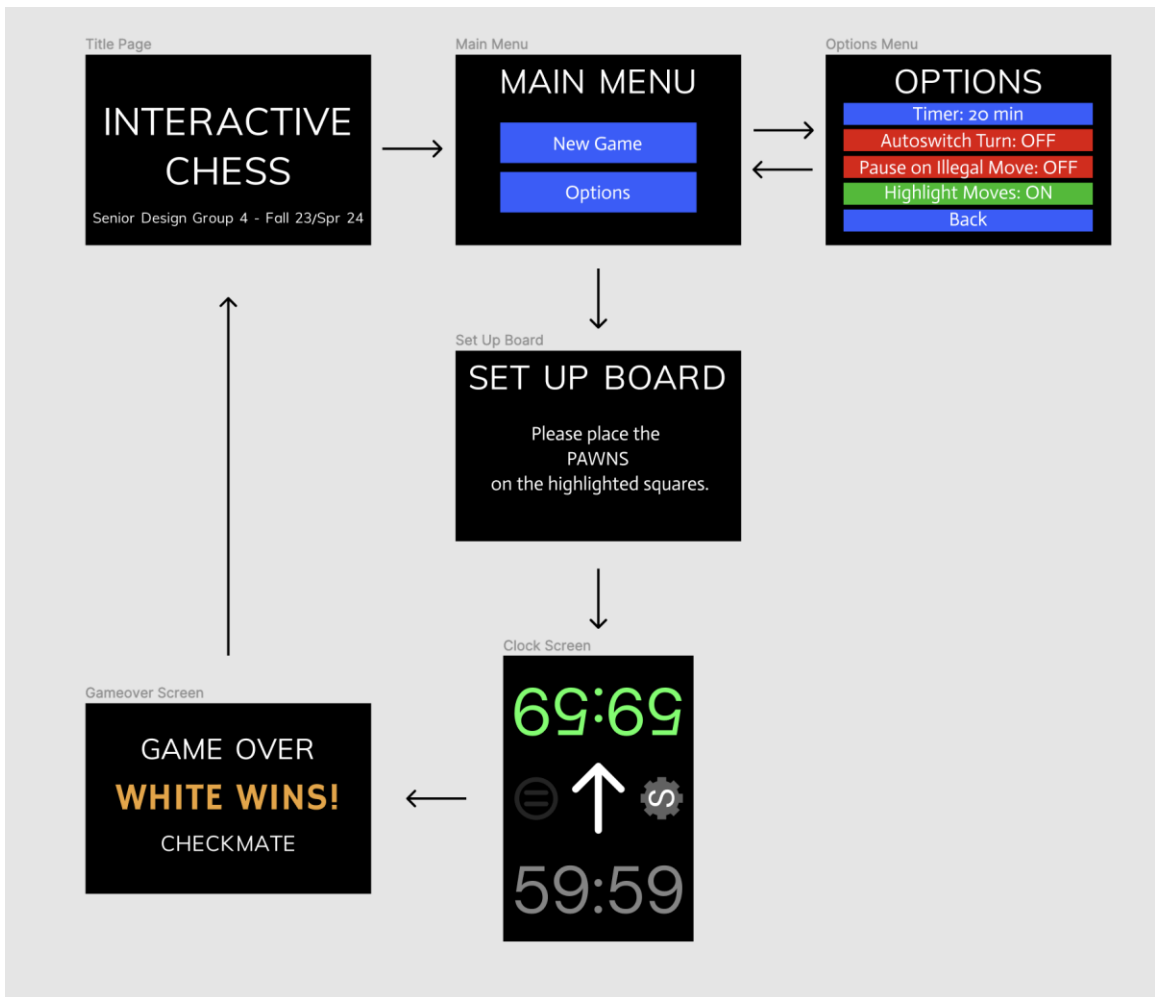 Title Page
INTERACTIVE
CHESS
Senior Design Group 4 - Fall 23/Spr 24
Main Menu
MAIN MENU
New Game
Options
Options Menu
OPTIONS
Timer: 20 min
Autoswitch Turn: OFF
Pause on Illegal Move: OFF
Highlight Moves: ON
Back
Set Up Board
SET UP BOARD
Please place the
PAWNS
on the highlighted squares.
Clock Screen
59:59
S
59:59
Gameover Screen
GAME OVER
WHITE WINS!
CHECKMATE